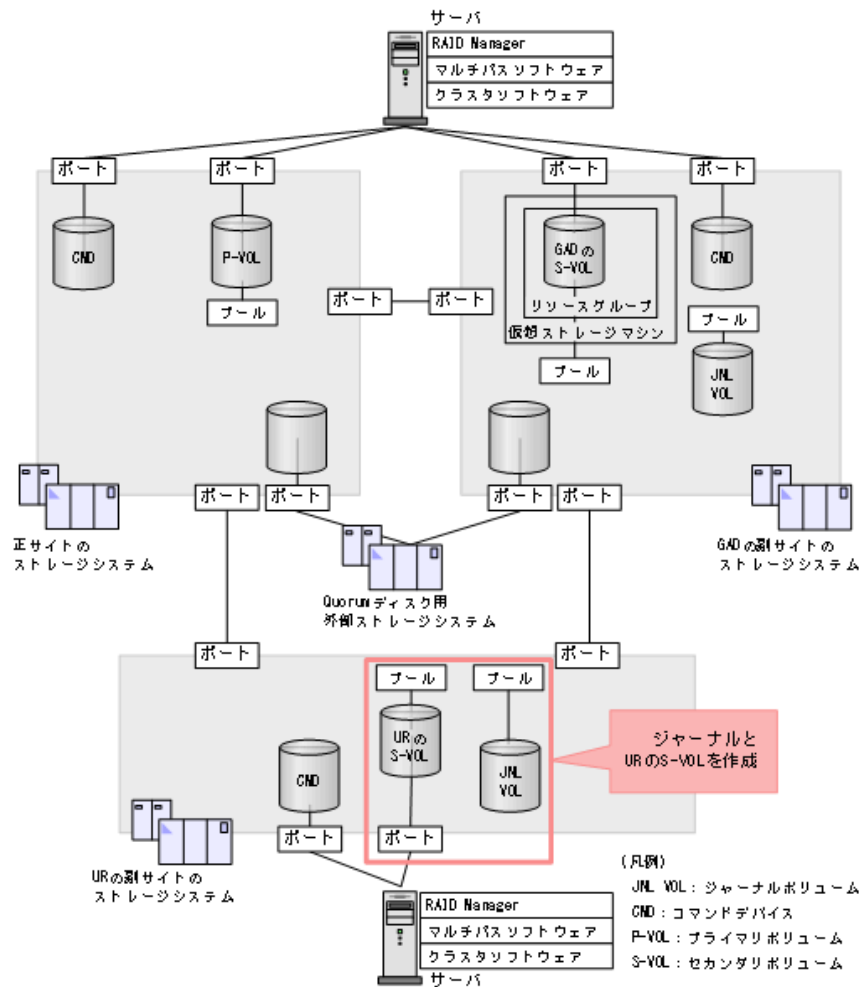 サーバ
RAID Manager
マルチパスソフトウェア
クラスタソフトウェア
ポート
ポート
ポート
ポート
CMD
P-VOL
プール
ポート
ポート
GADの
S-VOL
リソースグループ
仮想ストレージマシン
プール
CMD
プール
JNL
VOL
ポート
ポート
ポート
ポート
正サイトの
ストレージシステム
Quorumディスク用
外部ストレージシステム
GADの副サイトの
ストレージシステム
ポート
ポート
プール
プール
URの
S-VOL
JNL
VOL
CMD
ポート
ポート
ジャーナルと
URのS-VOLを作成
URの副サイトの
ストレージシステム
RAID Manager
マルチパスソフトウェア
クラスタソフトウェア
サーバ
(凡例)
JNL VOL：ジャーナルボリューム
CMD：コマンドデバイス
P-VOL：プライマリボリューム
S-VOL：セカンダリボリューム